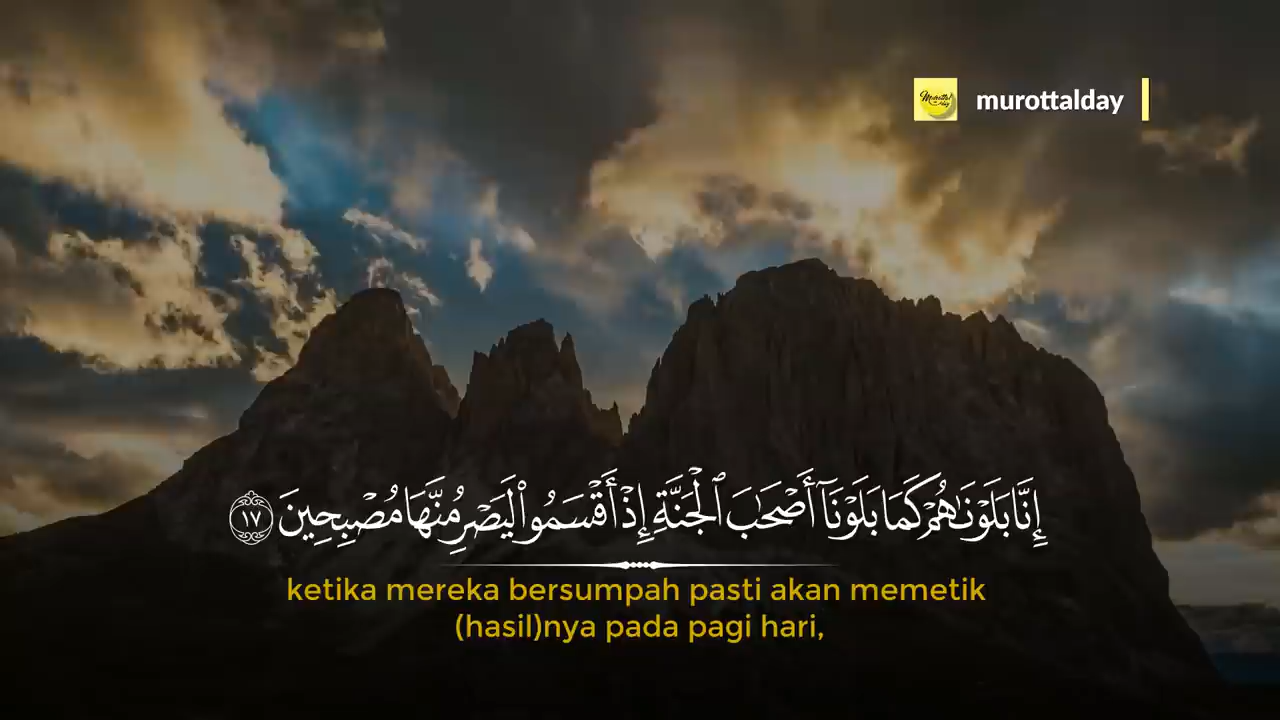 murottalday
إِنَّا بَلَوْنَٰهُمْ كَمَا بَلَوْنَآ أَصْحَٰبَ ٱلْجَنَّةِ إِذْ أَقْسَمُوا۟ لَيَصْرِمُنَّهَا مُصْبِحِينَ ١٧
ketika mereka bersumpah pasti akan memetik
(hasil)nya pada pagi hari,